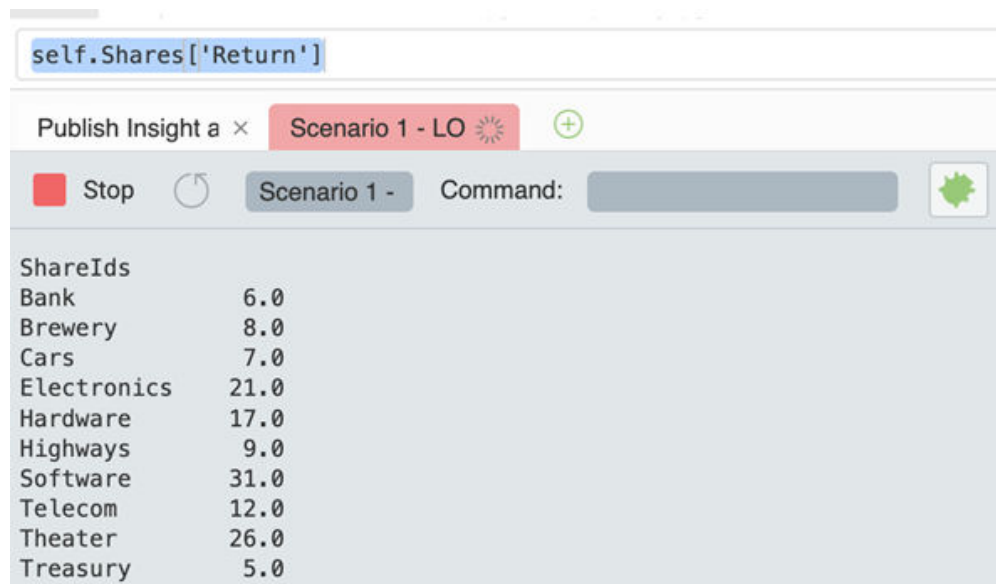 self.Shares['Return']
Publish Insight a × Scenario 1 - LO
Stop Scenario 1 - Command:
ShareIds
Bank 6.0
Brewery 8.0
Cars 7.0
Electronics 21.0
Hardware 17.0
Highways 9.0
Software 31.0
Telecom 12.0
Theater 26.0
Treasury 5.0